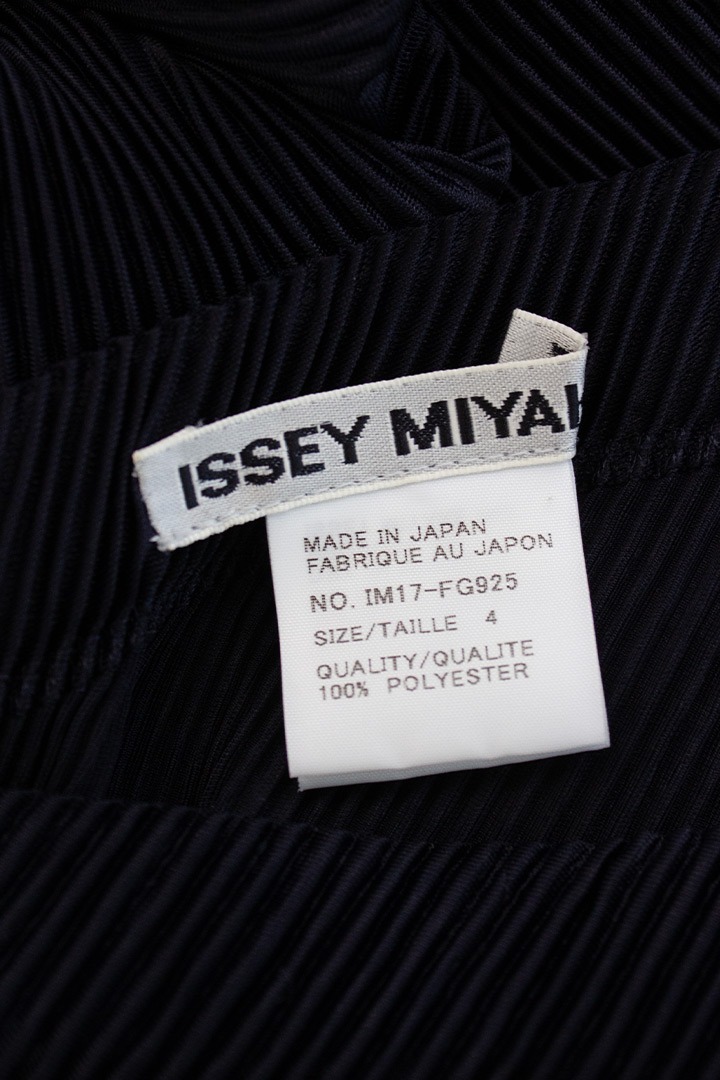 ISSEY MIYAK
MADE IN JAPAN
FABRIQUE AU JAPON
NO. IM17-FG925
SIZE/TAILLE 4
QUALITY/QUALITE
100% POLYESTER